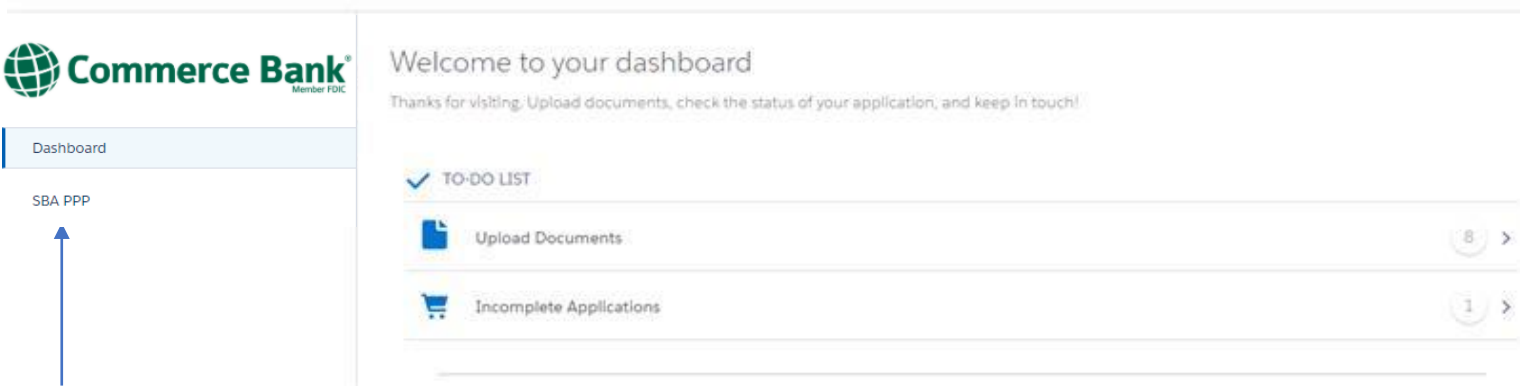 Commerce Bank®
Member FDIC
Dashboard
SBA PPP
Welcome to your dashboard
Thanks for visiting. Upload documents, check the status of your application, and keep in touch!
TO-DO LIST
Upload Documents 8
Incomplete Applications 1